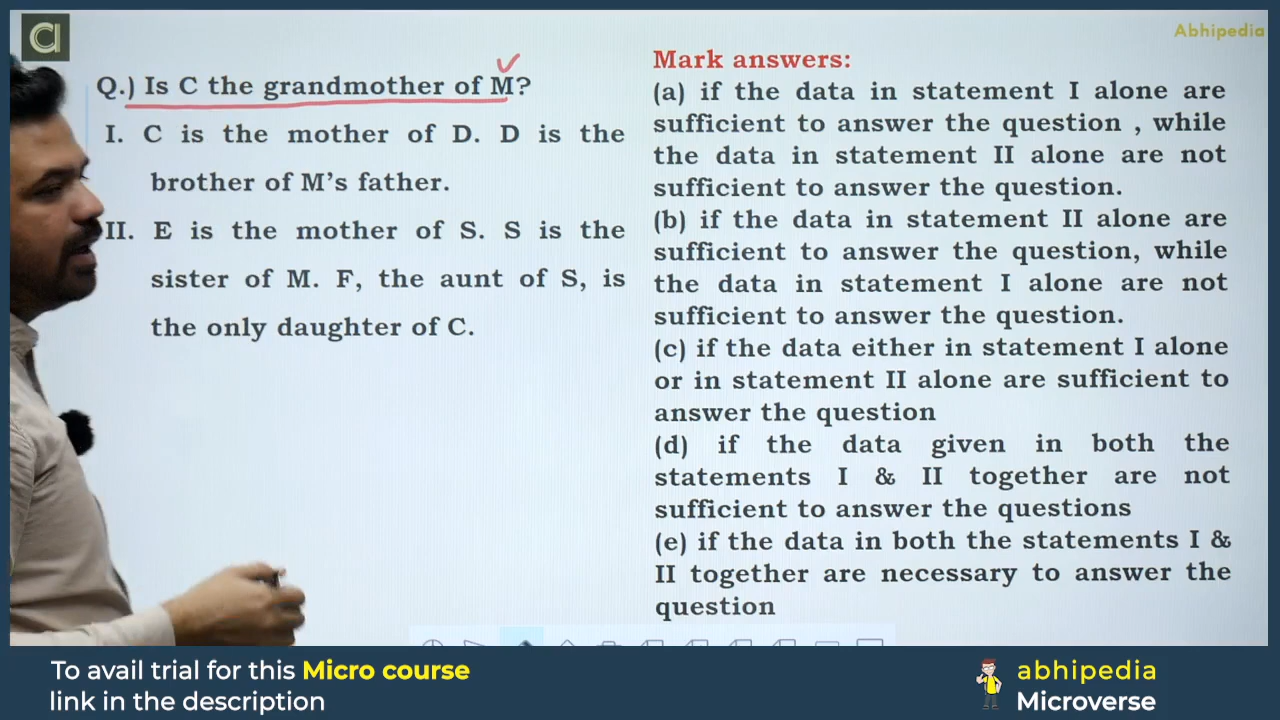 Abhipedia
Q.) Is C the grandmother of M?
I. C is the mother of D. D is the
brother of M's father.
II. E is the mother of S. S is the
sister of M. F, the aunt of S, is
the only daughter of C.
Mark answers:
(a) if the data in statement I alone are
sufficient to answer the question , while
the data in statement II alone are not
sufficient to answer the question.
(b) if the data in statement II alone are
sufficient to answer the question, while
the data in statement I alone are not
sufficient to answer the question.
(c) if the data either in statement I alone
or in statement II alone are sufficient to
answer the question
(d) if the data given in both the
statements I & II together are not
sufficient to answer the questions
(e) if the data in both the statements I &
II together are necessary to answer the
question
To avail trial for this Micro course
link in the description
abhipedia
Microverse